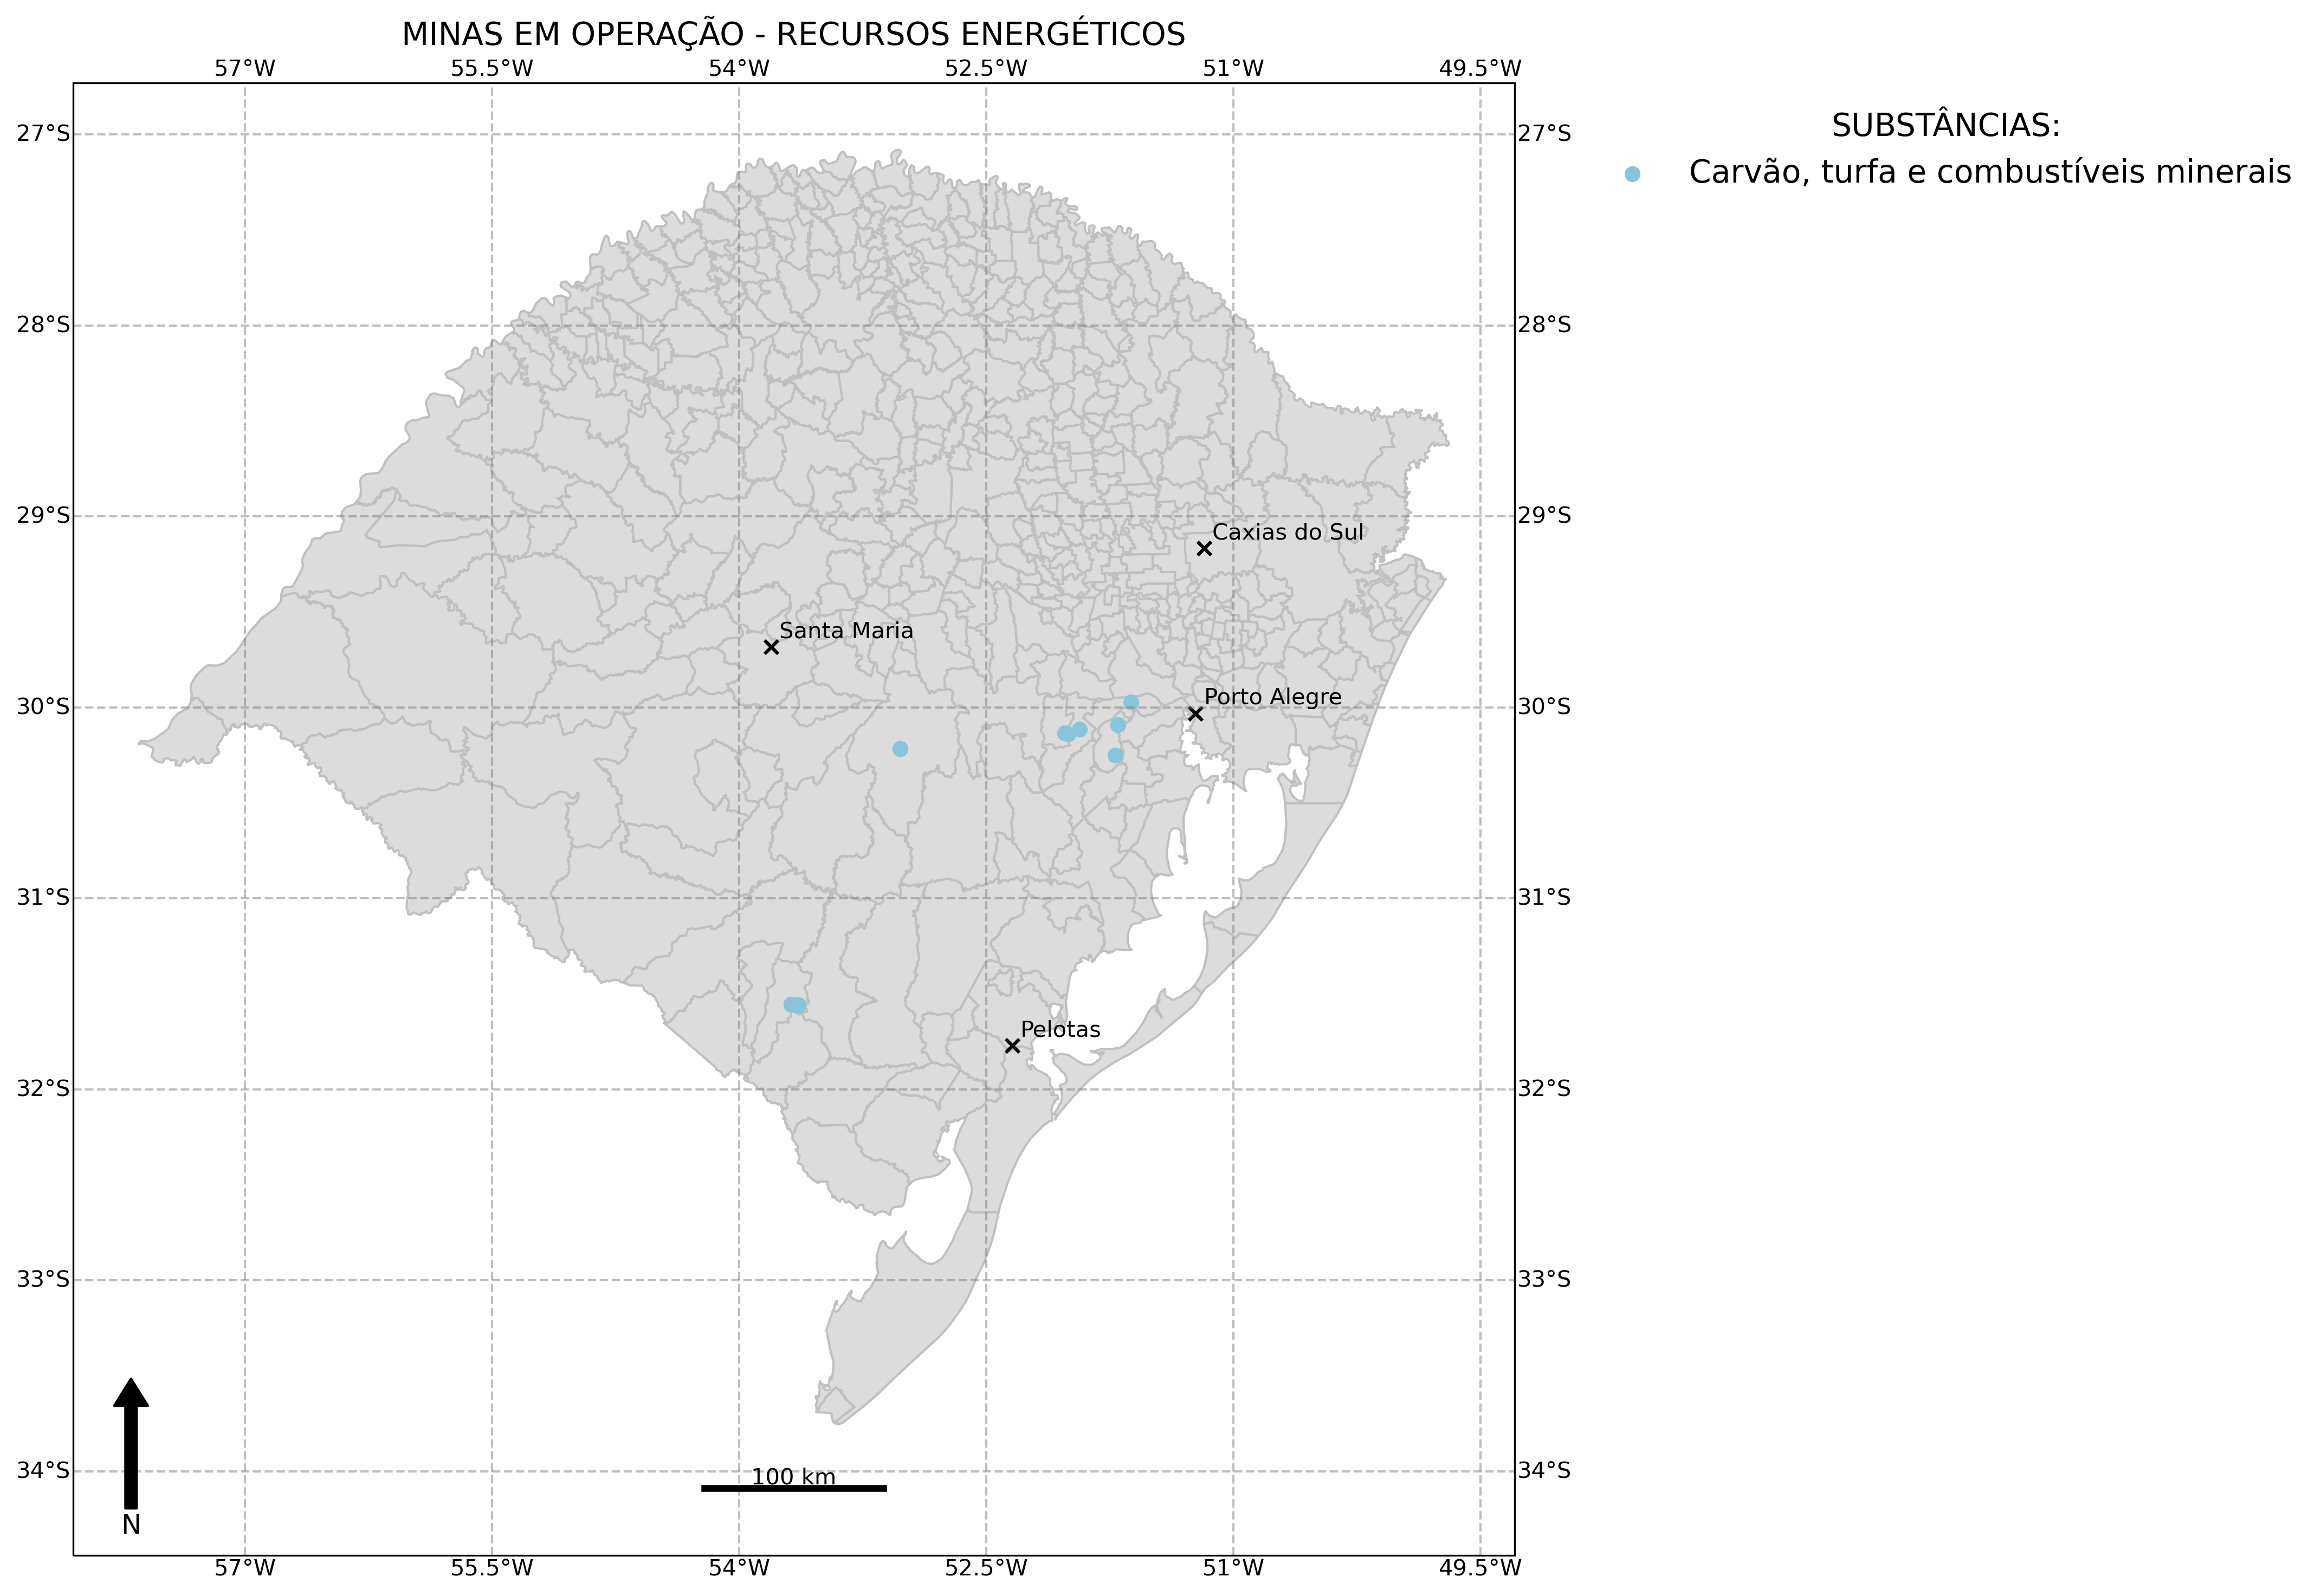 MINAS EM OPERAÇÃO - RECURSOS ENERGÉTICOS
57°W 55.5°W 54°W 52.5°W 51°W 49.5°W
SUBSTÂNCIAS:
Carvão, turfa e combustíveis minerais
27°S 27°S
28°S 28°S
29°S 29°S
Caxias do Sul
Santa Maria
Porto Alegre
30°S 30°S
31°S 31°S
Pelotas
32°S 32°S
33°S 33°S
34°S 34°S
100 km
N
57°W 55.5°W 54°W 52.5°W 51°W 49.5°W